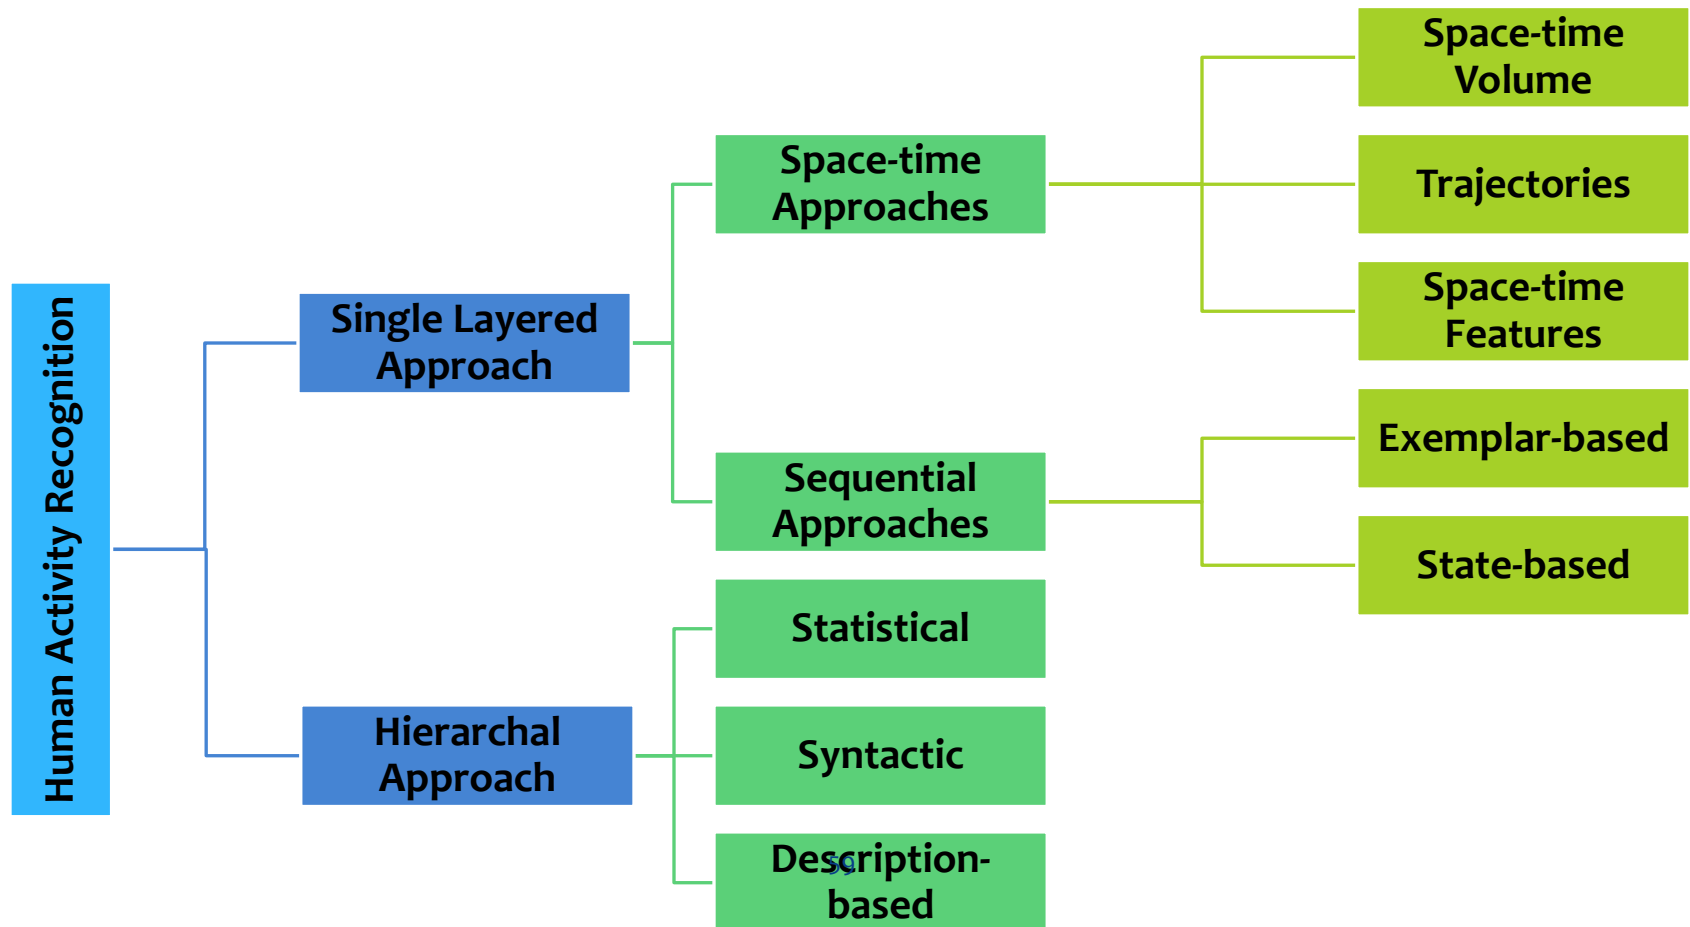 Human Activity Recognition
Single Layered
Approach
Space-time
Approaches
Space-time
Volume
Trajectories
Space-time
Features
Sequential
Approaches
Exemplar-based
State-based
Hierarchal
Approach
Statistical
Syntactic
Description-
based
59